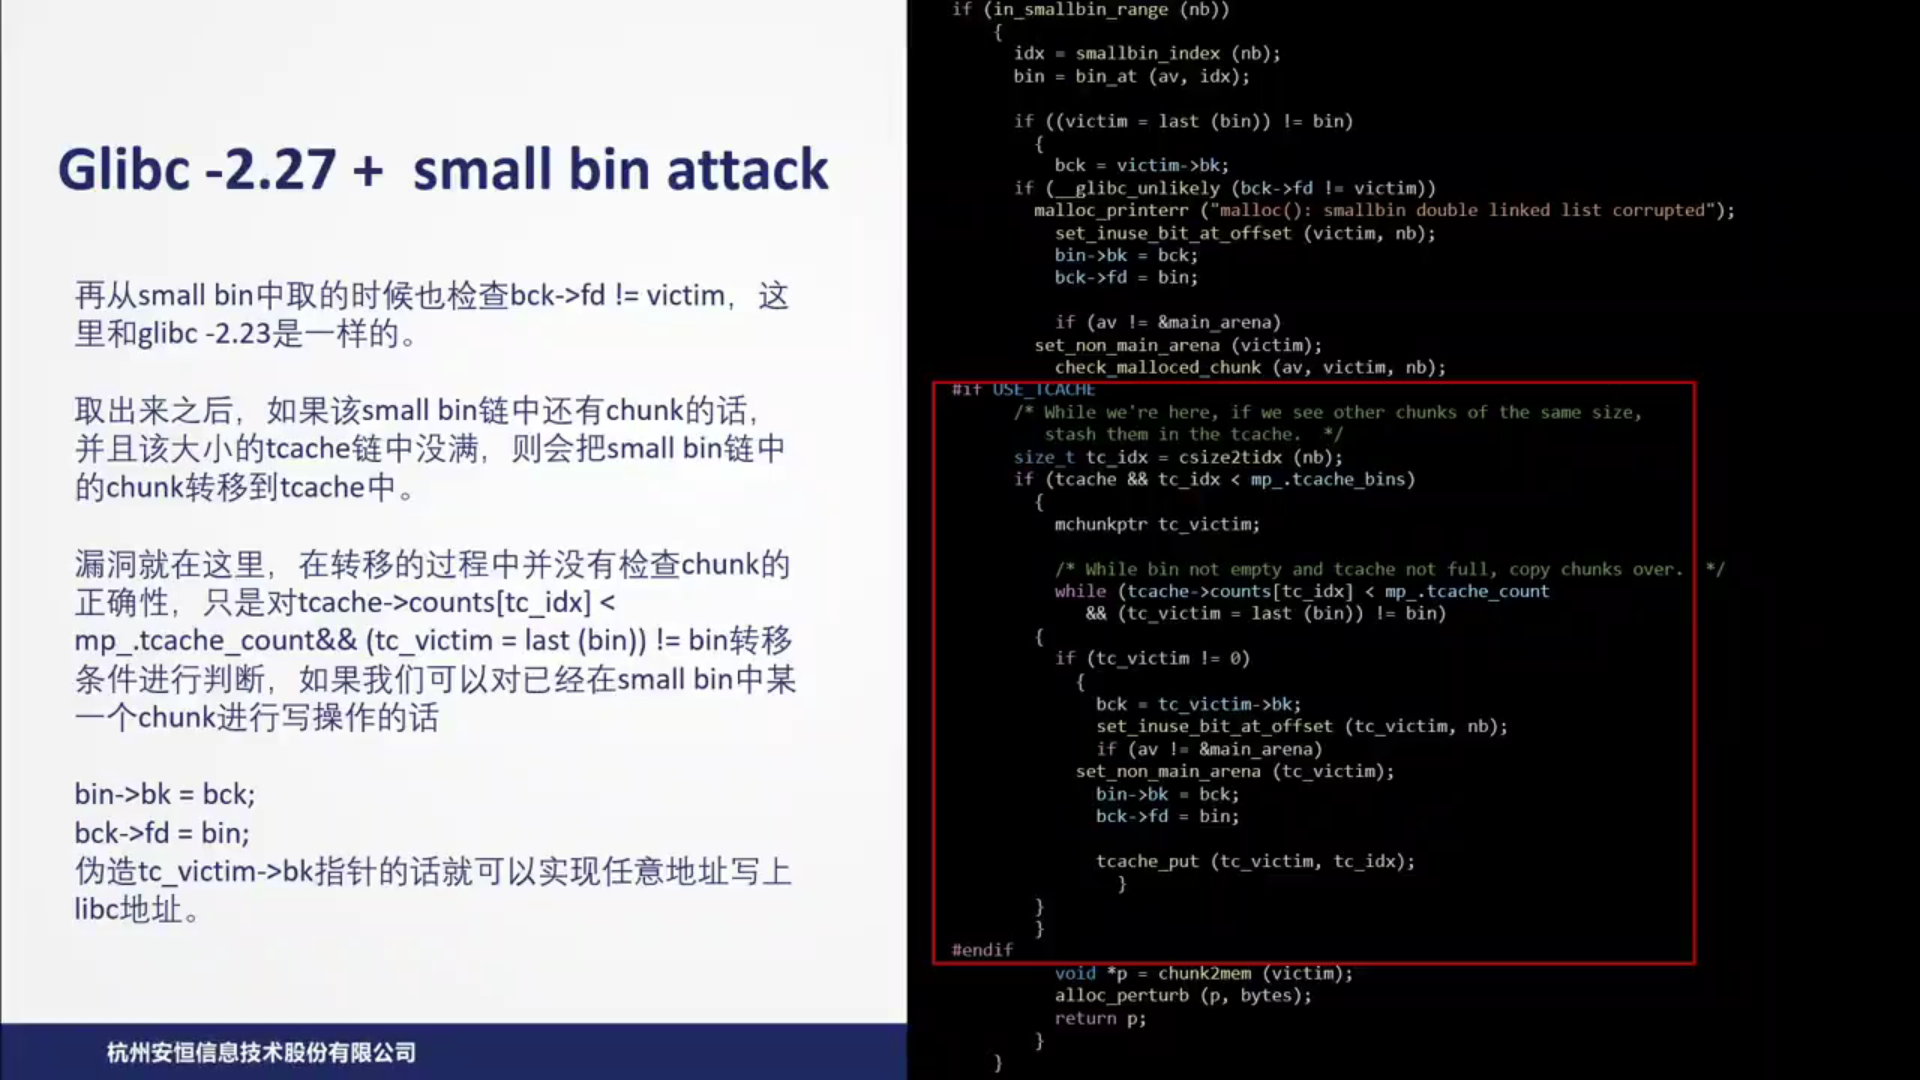 Glibc -2.27 + small bin attack
再从small bin中取的时候也检查bck->fd != victim，这
里和glibc -2.23是一样的。
取出来之后，如果该small bin链中还有chunk的话，
并且该大小的tcache链中没满，则会把small bin链中
的chunk转移到tcache中。
漏洞就在这里，在转移的过程中并没有检查chunk的
正确性，只是对tcache->counts[tc_idx] <
mp_.tcache_count&& (tc_victim = last (bin)) != bin转移
条件进行判断，如果我们可以对已经在small bin中某
一个chunk进行写操作的话
bin->bk = bck;
bck->fd = bin;
伪造tc_victim->bk指针的话就可以实现任意地址写上
libc地址。
杭州安恒信息技术股份有限公司
if (in_smallbin_range (nb))
{
idx = smallbin_index (nb);
bin = bin_at (av, idx);
if ((victim = last (bin)) != bin)
{
bck = victim->bk;
if (__glibc_unlikely (bck->fd != victim))
malloc_printerr ("malloc(): smallbin double linked list corrupted");
set_inuse_bit_at_offset (victim, nb);
bin->bk = bck;
bck->fd = bin;
if (av != &main_arena)
set_non_main_arena (victim);
check_malloced_chunk (av, victim, nb);
#if USE_TCACHE
/* While we're here, if we see other chunks of the same size,
stash them in the tcache.  */
size_t tc_idx = csize2tidx (nb);
if (tcache && tc_idx < mp_.tcache_bins)
{
mchunkptr tc_victim;
/* While bin not empty and tcache not full, copy chunks over.  */
while (tcache->counts[tc_idx] < mp_.tcache_count
&& (tc_victim = last (bin)) != bin)
{
if (tc_victim != 0)
{
bck = tc_victim->bk;
set_inuse_bit_at_offset (tc_victim, nb);
if (av != &main_arena)
set_non_main_arena (tc_victim);
bin->bk = bck;
bck->fd = bin;
tcache_put (tc_victim, tc_idx);
}
}
}
#endif
void *p = chunk2mem (victim);
alloc_perturb (p, bytes);
return p;
}
}